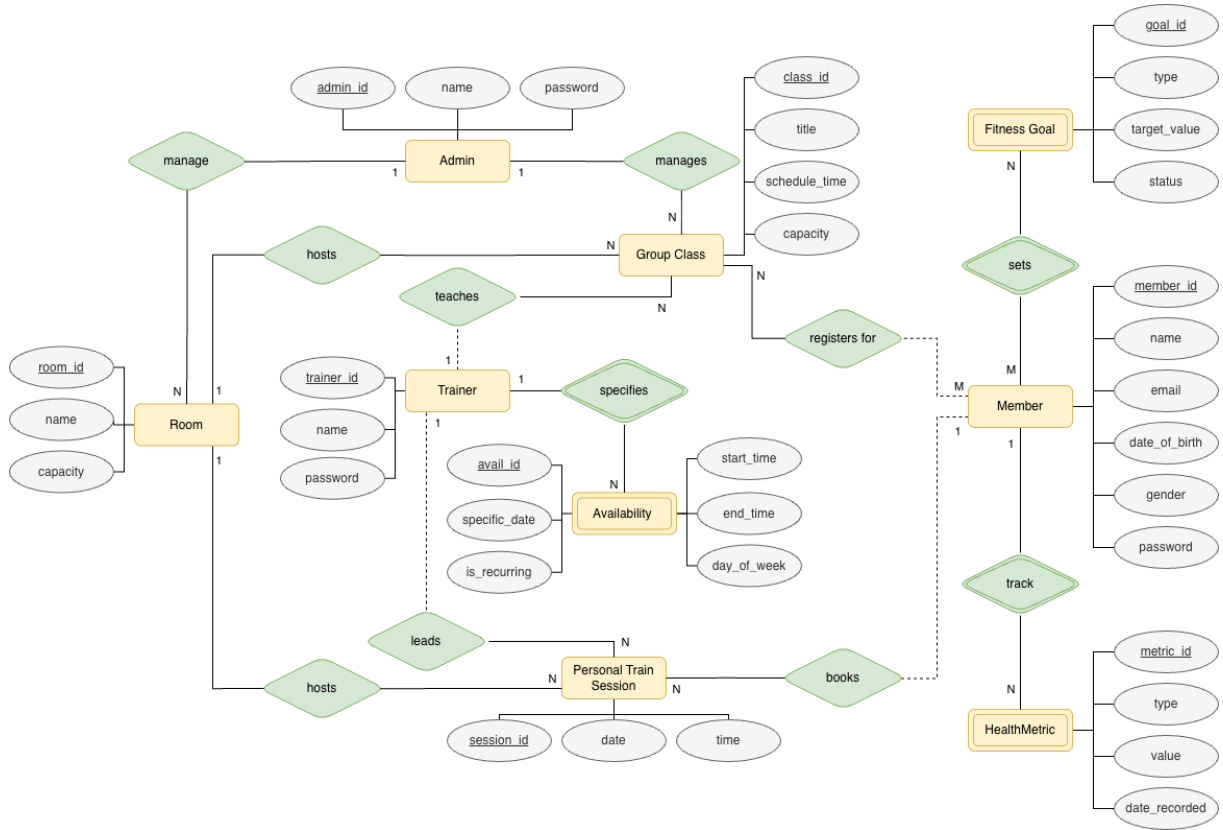 goal_id
class_id
type
admin_id
name
password
title
Fitness Goal
target_value
manage
Admin
manages
1
1
N
schedule_time
status
N
capacity
hosts
N
Group Class
sets
N
teaches
N
member_id
registers for
name
1
room_id
trainer_id
1
M
N
1
Trainer
specifies
M
email
name
Room
1
name
Member
1
1
1
date_of_birth
capacity
password
avail_id
start_time
N
gender
specific_date
Availability
end_time
password
is_recurring
day_of_week
track
leads
N
metric_id
hosts
N
Personal Train
Session
N
books
N
type
session_id
date
time
HealthMetric
value
date_recorded